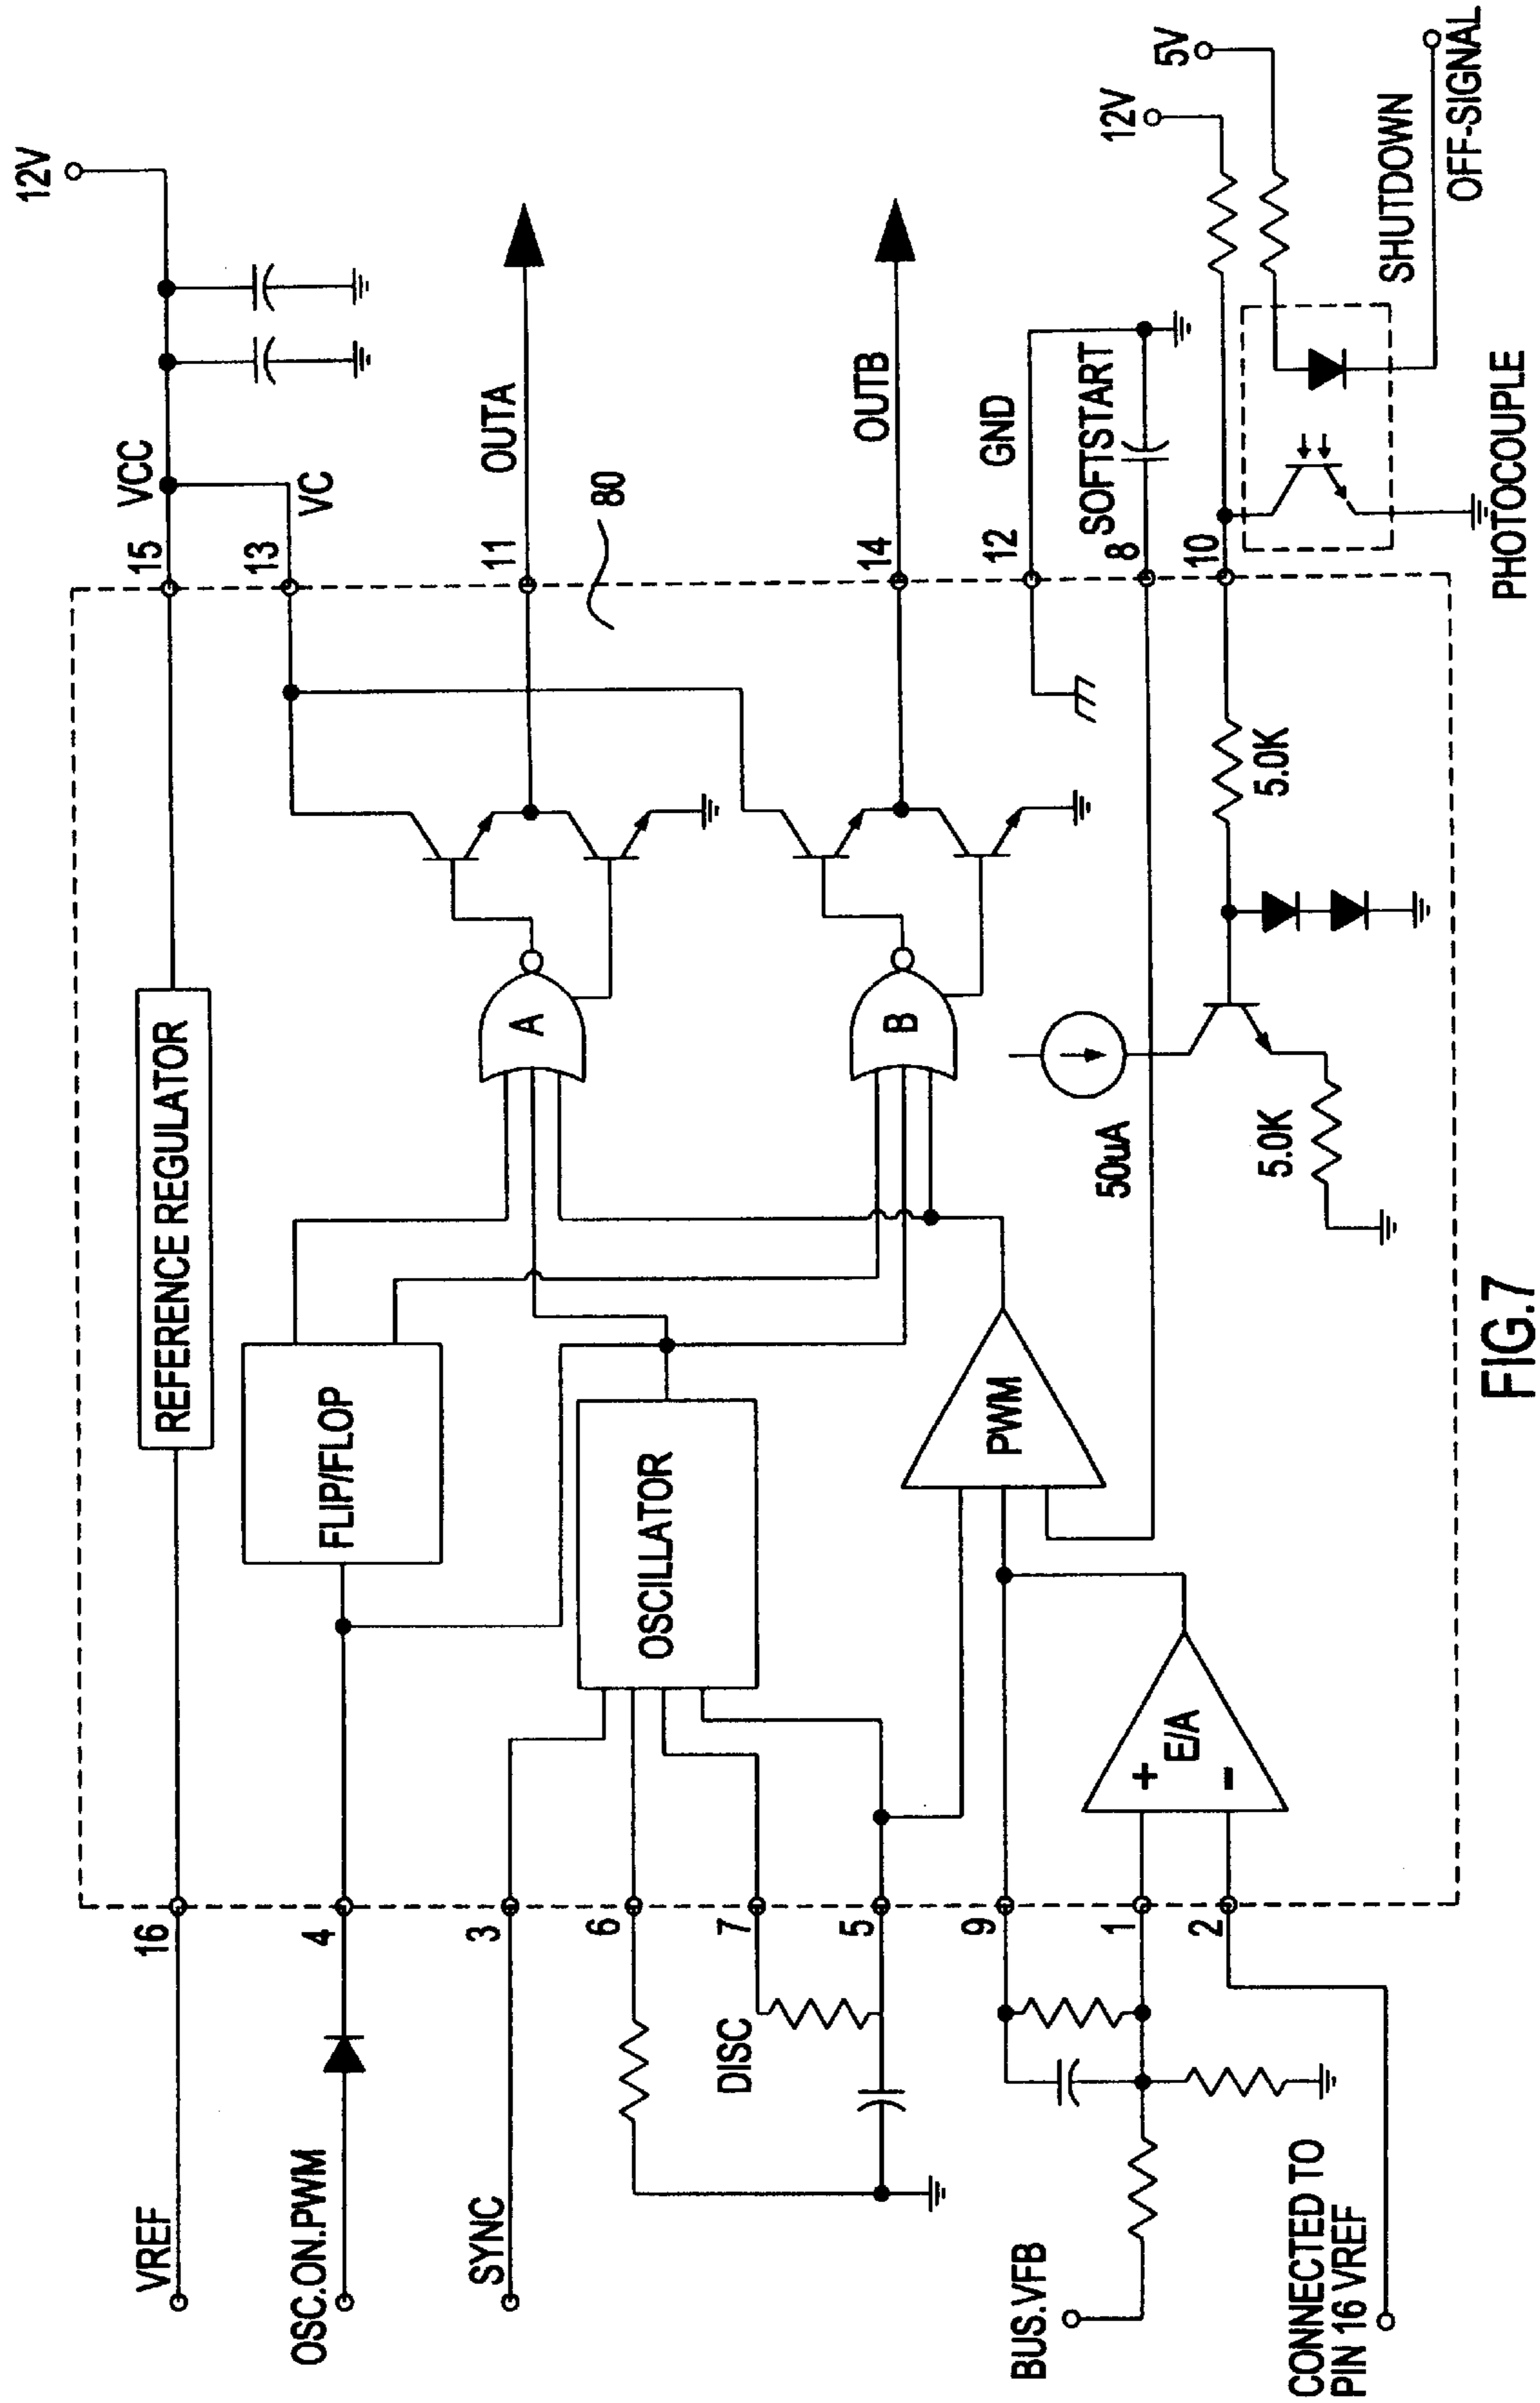 12V
VREF
16
REFERENCE REGULATOR
15
VCC
13
VC
OSC.ON.PWM
4
FLIP/FLOP
SYNC
3
A
11
OUTA
80
6
OSCILLATOR
DISC
7
5
B
14
OUTB
9
PWM
12
GND
BUS.VFB
1
+
E/A
50uA
8
SOFTSTART
12V
2
-
10
5V
5.0K
5.0K
CONNECTED TO
PIN 16 VREF
SHUTDOWN
OFF-SIGNAL
PHOTOCOUPLE
FIG.7